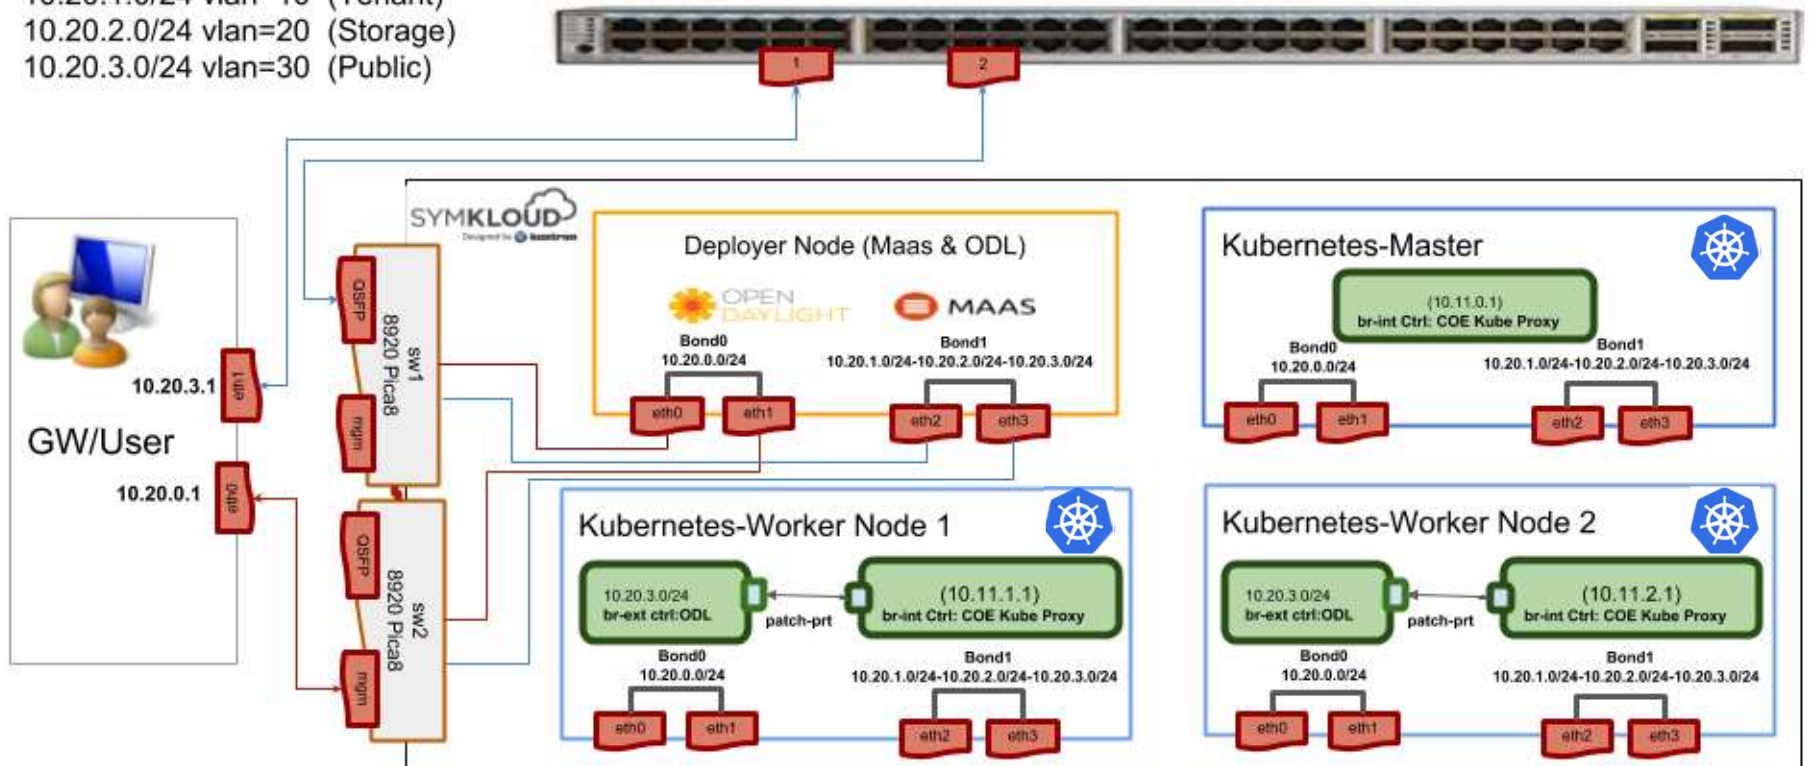 10.20.1.0/24 vlan=10 (Tenant)
10.20.2.0/24 vlan=20 (Storage)
10.20.3.0/24 vlan=30 (Public)
1
2
SYMKLOUD
Designed by kontron
GW/User
10.20.3.1
eth1
10.20.0.1
eth0
QSFP
mgm
sw1
8920 Pica8
QSFP
mgm
sw2
8920 Pica8
Deployer Node (Maas & ODL)
OPEN
DAYLIGHT
MAAS
Bond0
10.20.0.0/24
Bond1
10.20.1.0/24-10.20.2.0/24-10.20.3.0/24
eth0
eth1
eth2
eth3
Kubernetes-Master
(10.11.0.1)
br-int Ctrl: COE Kube Proxy
Bond0
10.20.0.0/24
Bond1
10.20.1.0/24-10.20.2.0/24-10.20.3.0/24
eth0
eth1
eth2
eth3
Kubernetes-Worker Node 1
10.20.3.0/24
br-ext ctrl:ODL
patch-prt
(10.11.1.1)
br-int Ctrl: COE Kube Proxy
Bond0
10.20.0.0/24
Bond1
10.20.1.0/24-10.20.2.0/24-10.20.3.0/24
eth0
eth1
eth2
eth3
Kubernetes-Worker Node 2
10.20.3.0/24
br-ext ctrl:ODL
patch-prt
(10.11.2.1)
br-int Ctrl: COE Kube Proxy
Bond0
10.20.0.0/24
Bond1
10.20.1.0/24-10.20.2.0/24-10.20.3.0/24
eth0
eth1
eth2
eth3